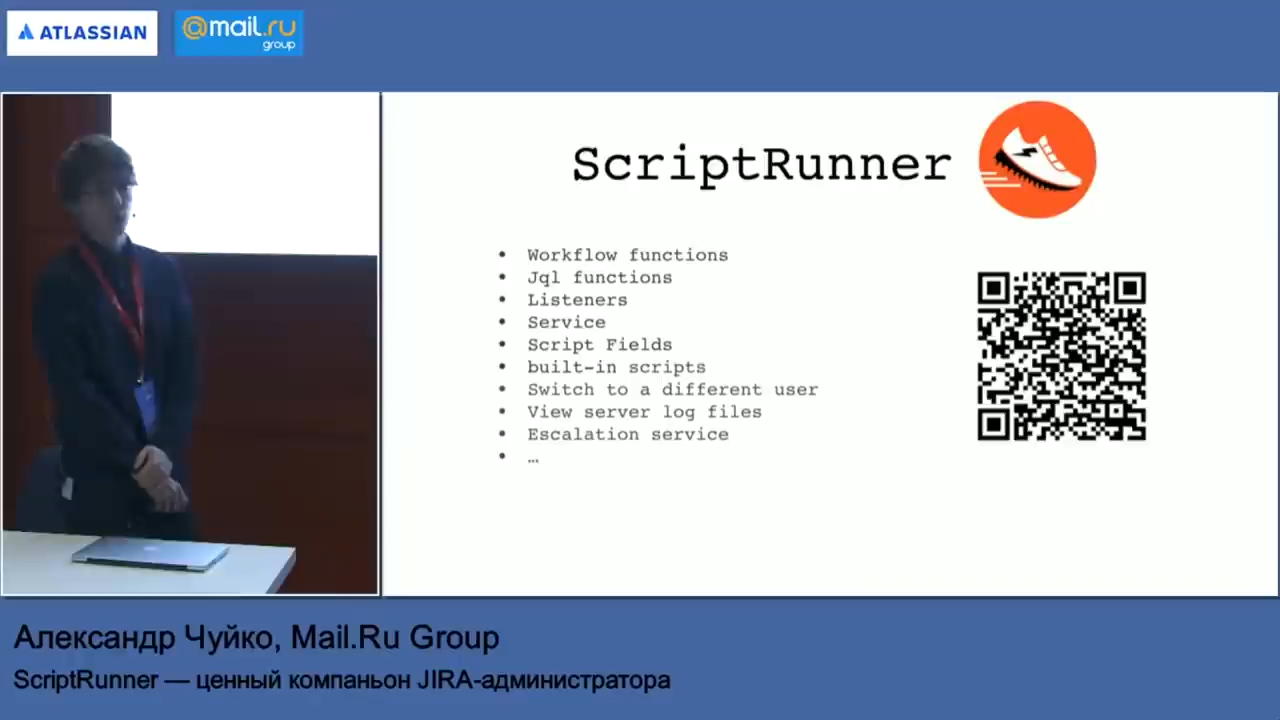 ATLASSIAN
@mail.ru
group
ScriptRunner
• Workflow functions
• Jql functions
• Listeners
• Service
• Script Fields
• built-in scripts
• Switch to a different user
• View server log files
• Escalation service
• …
Александр Чуйко, Mail.Ru Group
ScriptRunner — ценный компаньон JIRA-администратора